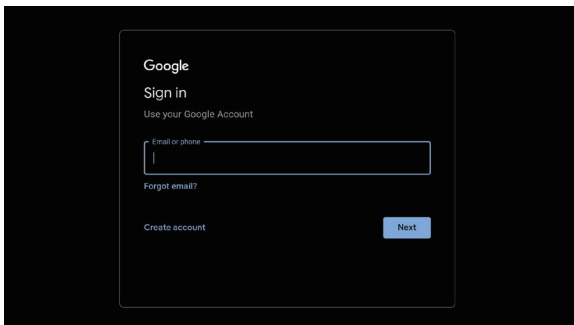 Google
Sign in
Use your Google Account
Email or phone
Forgot email?
Create account
Next